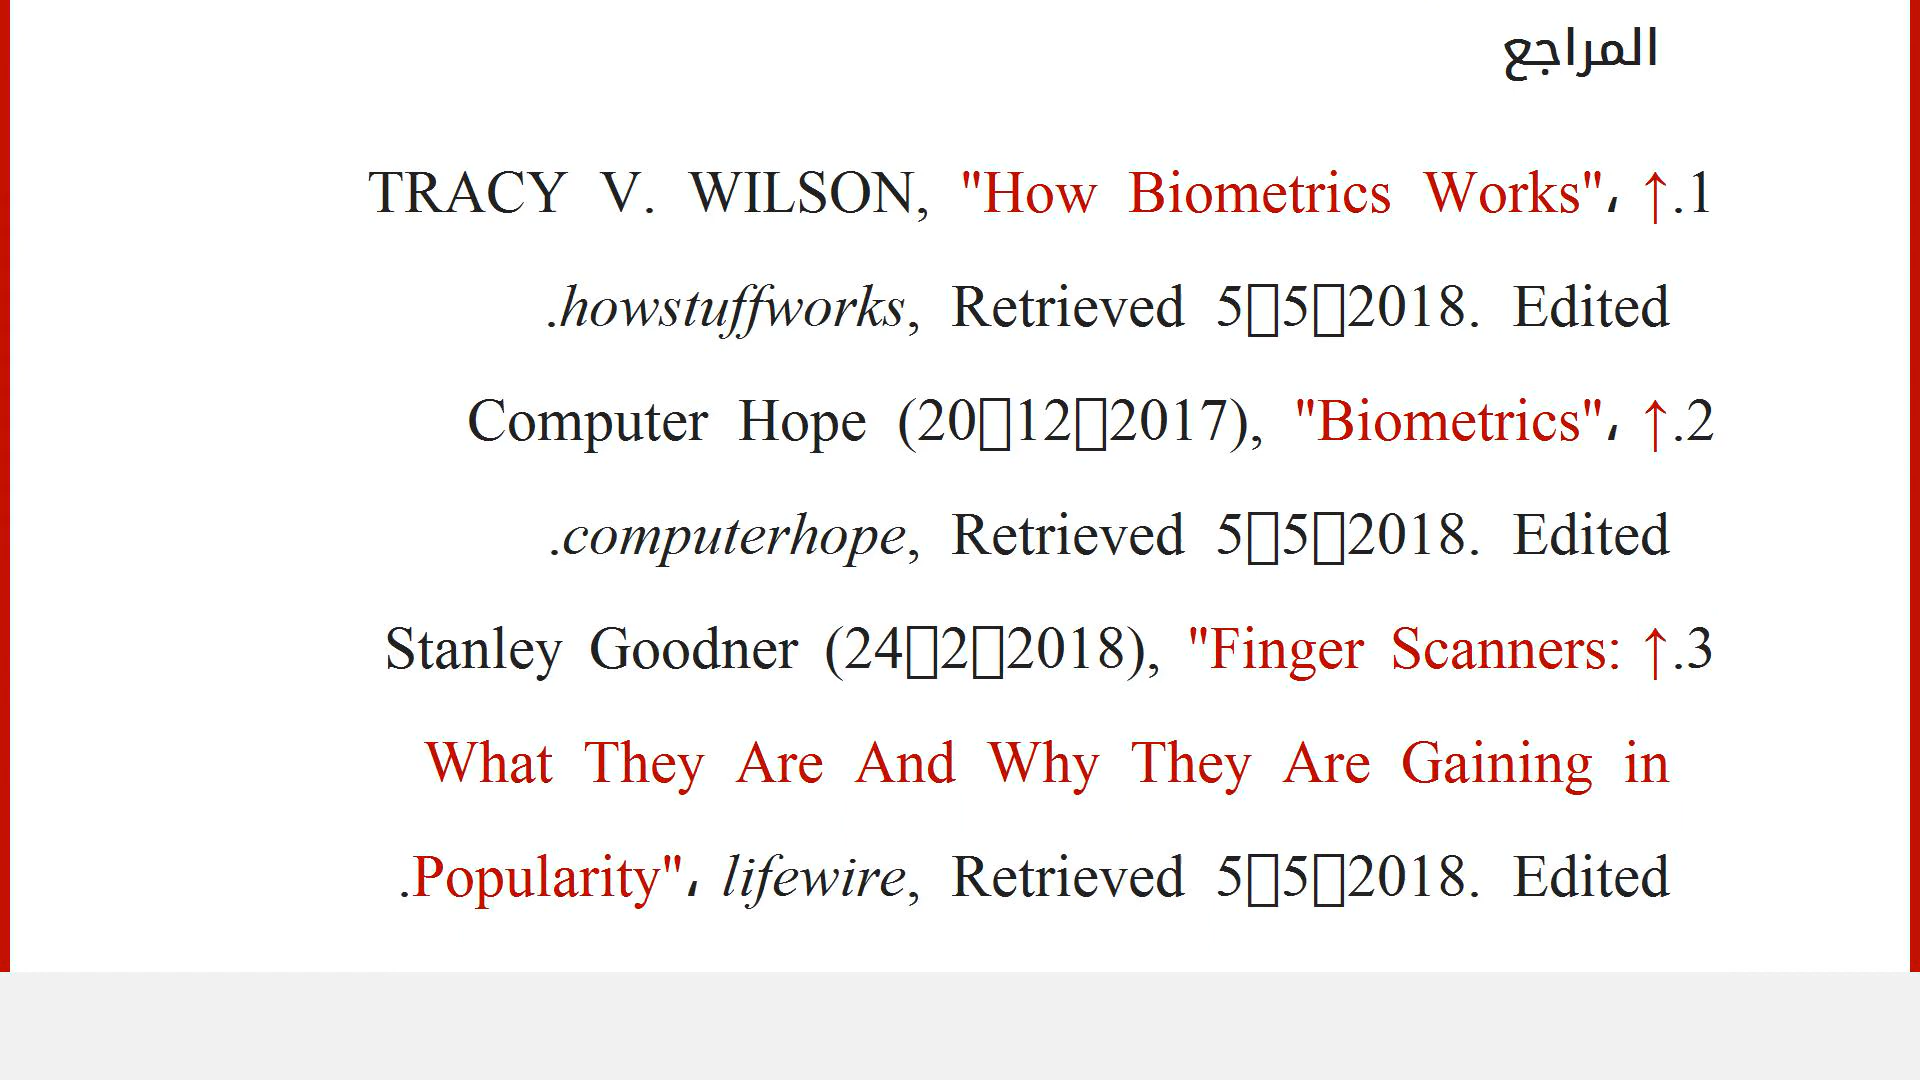 المراجع
1.↑ TRACY V. WILSON, "How Biometrics Works"،
howstuffworks, Retrieved 5▯5▯2018. Edited.
2.↑ Computer Hope (20▯12▯2017), "Biometrics"،
computerhope, Retrieved 5▯5▯2018. Edited.
3.↑ Stanley Goodner (24▯2▯2018), "Finger Scanners:
What They Are And Why They Are Gaining in
Popularity"، lifewire, Retrieved 5▯5▯2018. Edited.